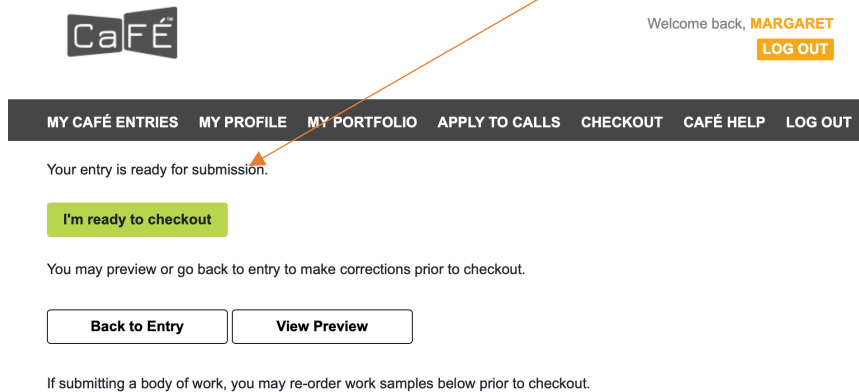 CaFÉ™
Welcome back, MARGARET
LOG OUT
MY CAFÉ ENTRIES MY PROFILE MY PORTFOLIO APPLY TO CALLS CHECKOUT CAFÉ HELP LOG OUT
Your entry is ready for submission.
I'm ready to checkout
You may preview or go back to entry to make corrections prior to checkout.
Back to Entry View Preview
If submitting a body of work, you may re-order work samples below prior to checkout.